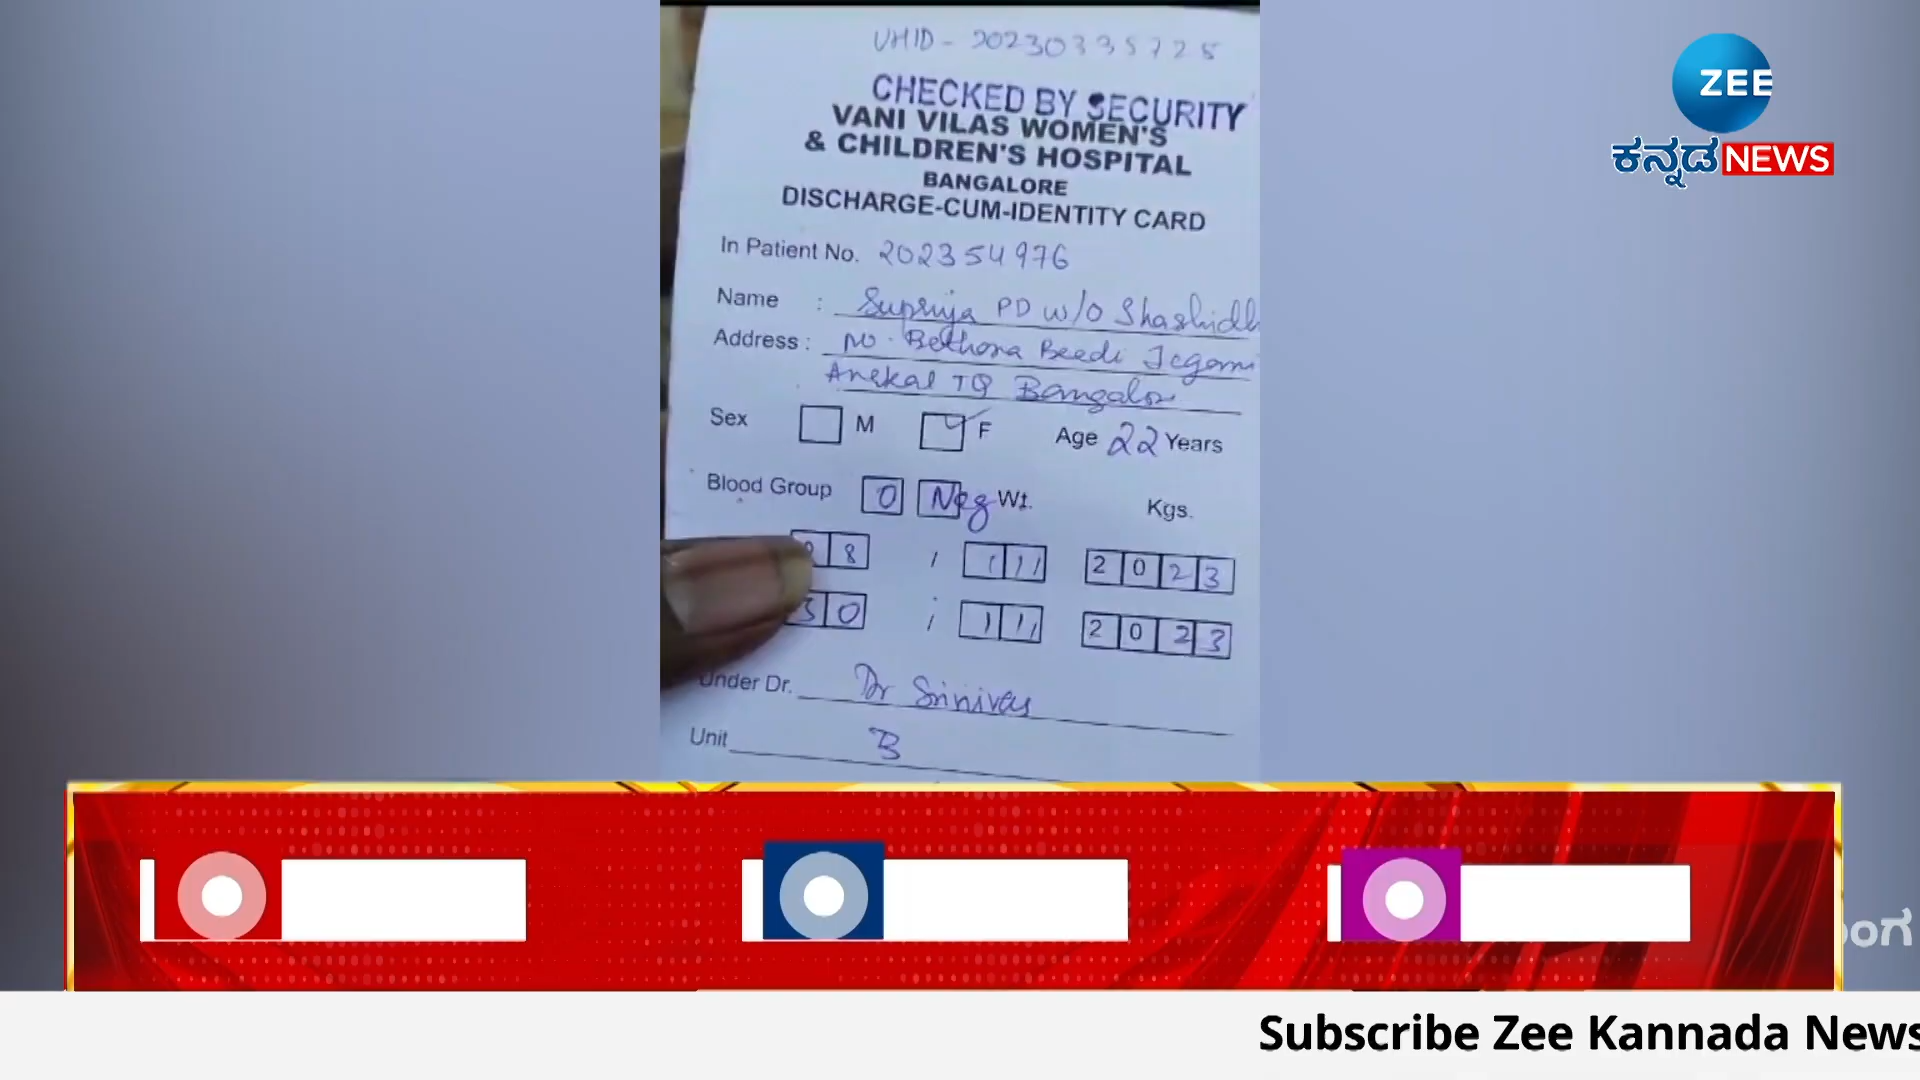 UHID - 20230335725
CHECKED BY SECURITY
VANI VILAS WOMEN'S
& CHILDREN'S HOSPITAL
BANGALORE
DISCHARGE-CUM-IDENTITY CARD
In Patient No. 202354976
Name : Supriya PD w/o Shashidh
Address : No. Bethona Beedi
Anekal TQ Bangalore
Sex M F Age 22 Years
Blood Group O Neg Wt. Kgs.
8 / 11 2023
30 / 11 2023
Under Dr. Dr Srinivas
Unit B
ZEE
ಕನ್ನಡ NEWS
Subscribe Zee Kannada News